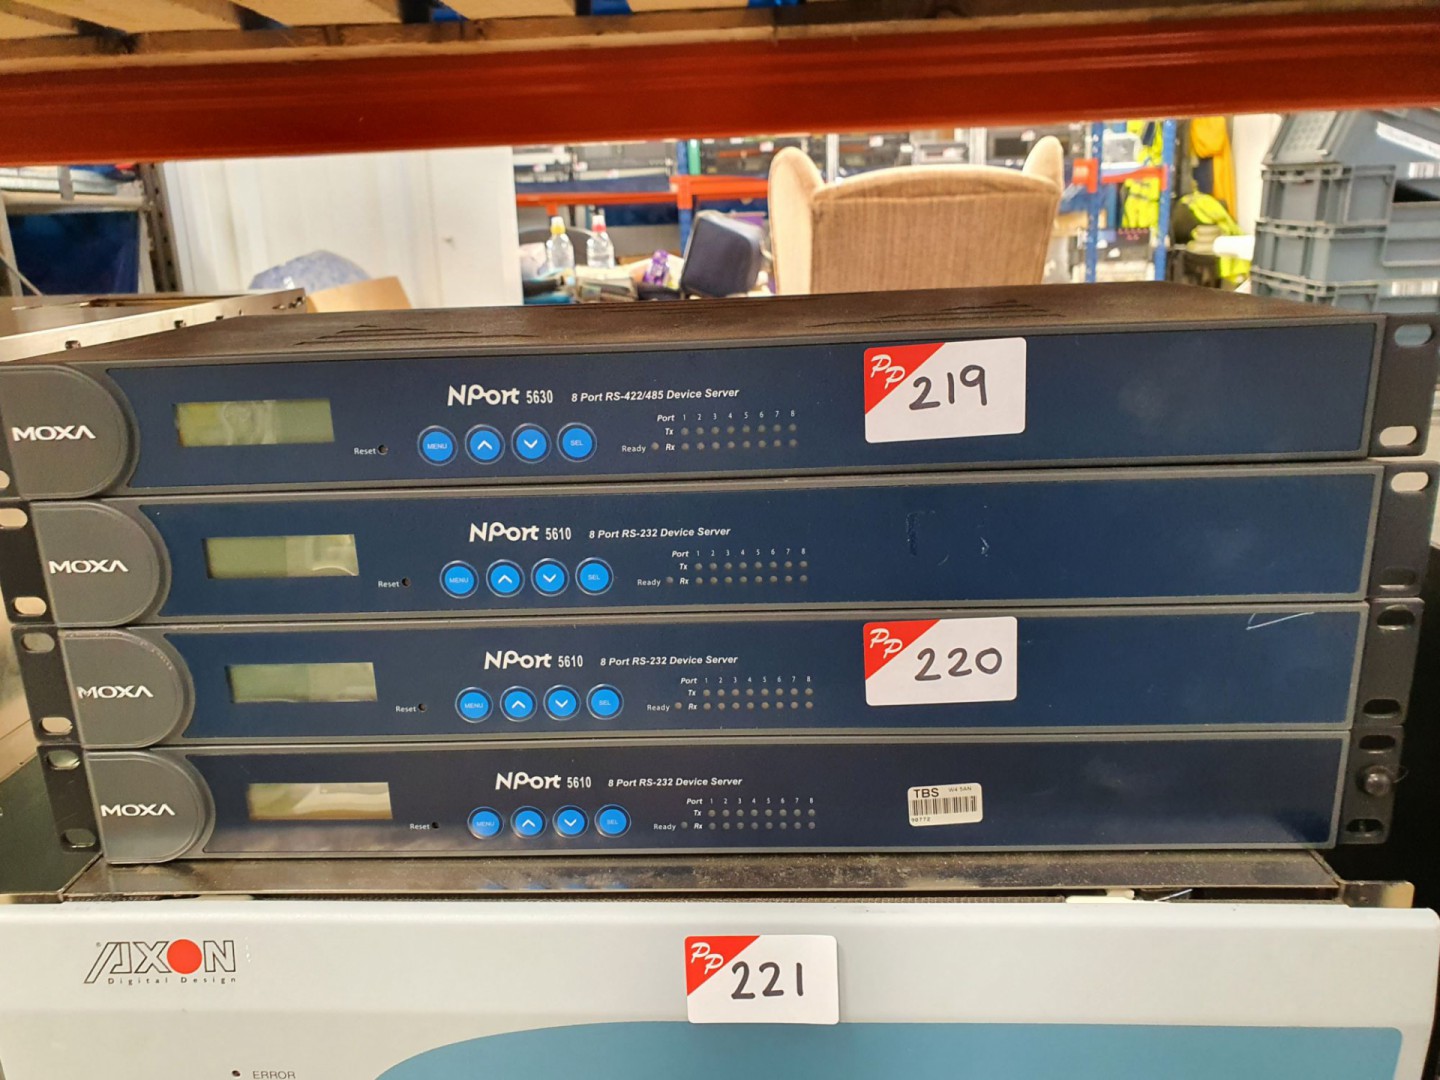 MOXA
NPort 5630 8 Port RS-422/485 Device Server
PP 219
Port 1 2 3 4 5 6 7 8
Tx
Reset MENU SEL Ready Rx
MOXA
NPort 5610 8 Port RS-232 Device Server
Port 1 2 3 4 5 6 7 8
Tx
Reset MENU SEL Ready Rx
MOXA
NPort 5610 8 Port RS-232 Device Server
PP 220
Port 1 2 3 4 5 6 7 8
Tx
Reset MENU SEL Ready Rx
MOXA
NPort 5610 8 Port RS-232 Device Server
TBS W4 5AN
Port 1 2 3 4 5 6 7 8
Tx
Reset MENU SEL Ready Rx
AXON
Digital Design
PP 221
ERROR